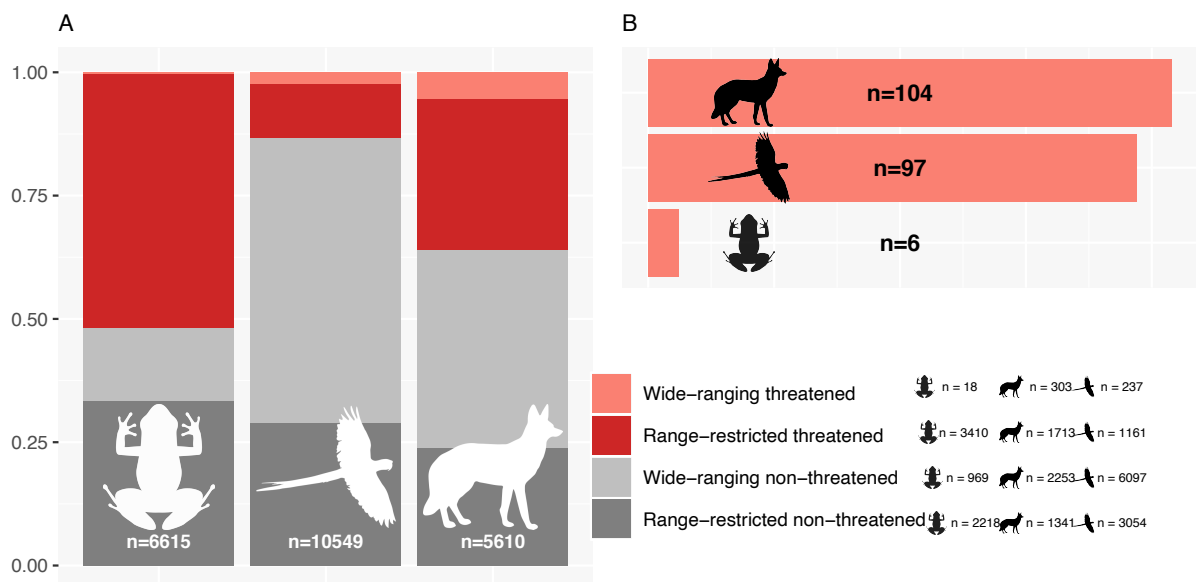 A
1.00
0.75
0.50
0.25
0.00
n=6615
n=10549
n=5610
B
n=104
n=97
n=6
Wide−ranging threatened n = 18 n = 303 n = 237
Range−restricted threatened n = 3410 n = 1713 n = 1161
Wide−ranging non−threatened n = 969 n = 2253 n = 6097
Range−restricted non−threatened n = 2218 n = 1341 n = 3054